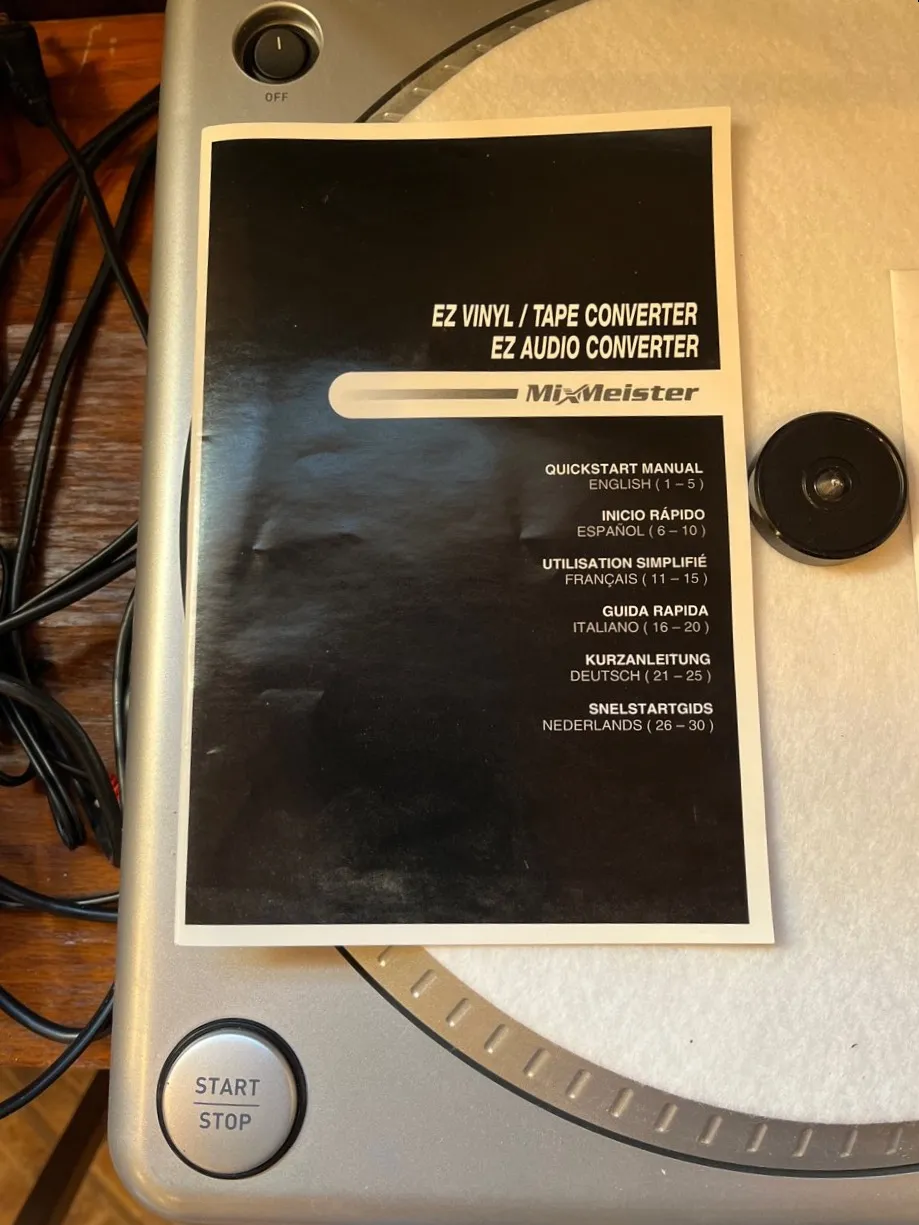 OFF
EZ VINYL / TAPE CONVERTER
EZ AUDIO CONVERTER
MixMeister
QUICKSTART MANUAL
ENGLISH ( 1 – 5 )
INICIO RÁPIDO
ESPAÑOL ( 6 – 10 )
UTILISATION SIMPLIFIÉ
FRANÇAIS ( 11 – 15 )
GUIDA RAPIDA
ITALIANO ( 16 – 20 )
KURZANLEITUNG
DEUTSCH ( 21 – 25 )
SNELSTARTGIDS
NEDERLANDS ( 26 – 30 )
START
STOP